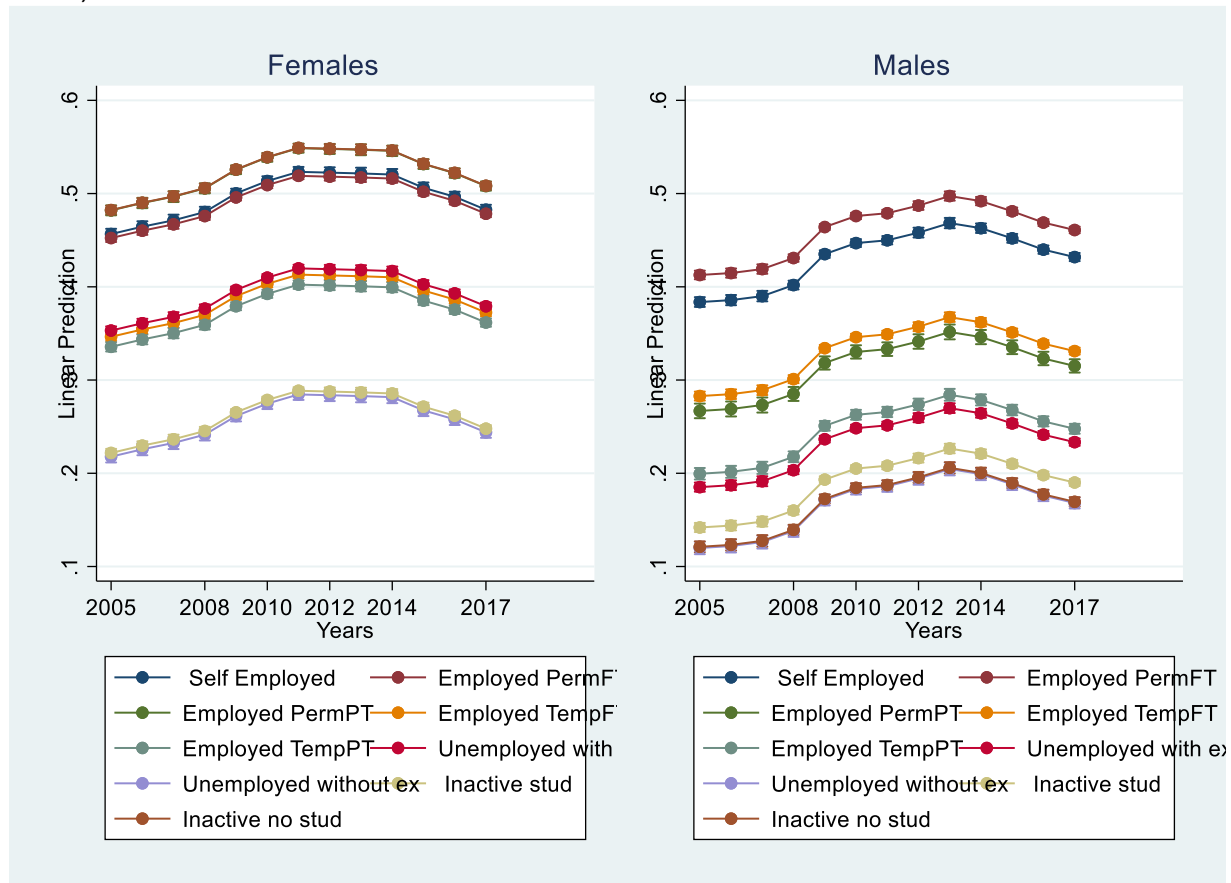 Females
Males
.6
.5
.4
.3
.2
.1
Linear Prediction
2005 2008 2010 2012 2014 2017
Years
.6
.5
.4
.3
.2
.1
Linear Prediction
2005 2008 2010 2012 2014 2017
Years
Self Employed
Employed PermF
Employed PermPT
Employed TempF
Employed TempPT
Unemployed with
Unemployed without ex
Inactive stud
Inactive no stud
Self Employed
Employed PermFT
Employed PermPT
Employed TempFT
Employed TempPT
Unemployed with ex
Unemployed without ex
Inactive stud
Inactive no stud